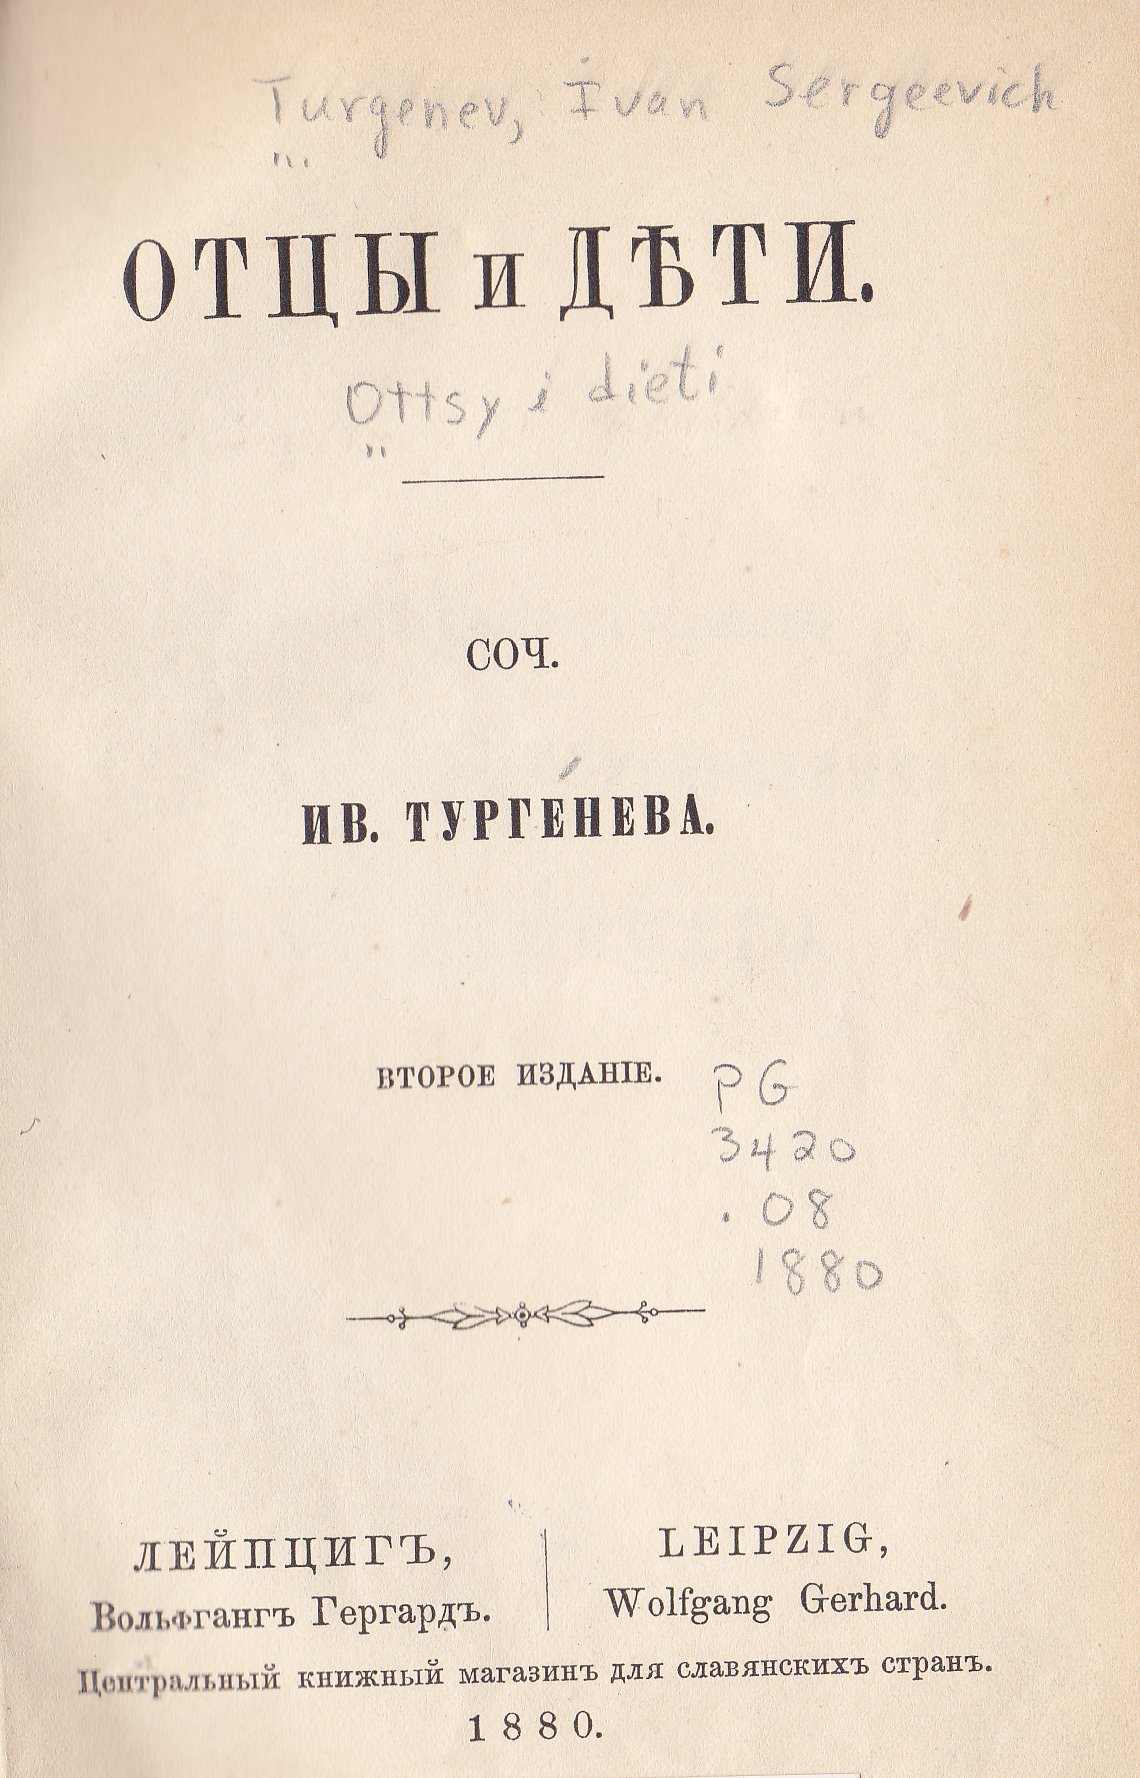 Turgenev, Ivan Sergeevich
ОТЦЫ И ДѢТИ.
Ottsy i dieti
СОЧ.
ИВ. ТУРГЕНЕВА.
ВТОРОЕ ИЗДАНІЕ.
PG
3420
.O8
1880
ЛЕЙПЦИГЪ,
Вольфгангъ Гергардъ.
LEIPZIG,
Wolfgang Gerhard.
Центральный книжный магазинъ для славянскихъ странъ.
1880.